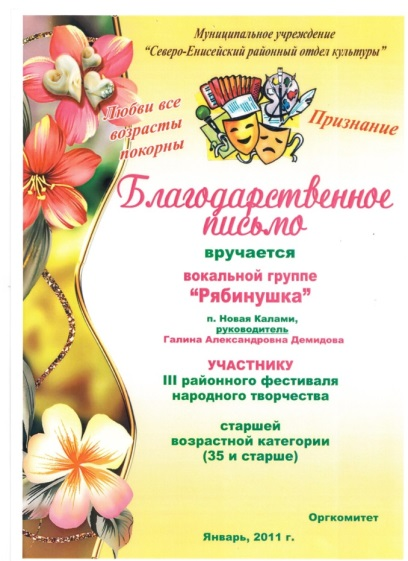 Муниципальное учреждение
“Северо-Енисейский районный отдел культуры”
Любви все
возрасты
покорны
Признание
Благодарственное
письмо
вручается
вокальной группе
“Рябинушка”
п. Новая Калами,
руководитель
Галина Александровна Демидова
УЧАСТНИКУ
III районного фестиваля
народного творчества
старшей
возрастной категории
(35 и старше)
Оргкомитет
Январь, 2011 г.